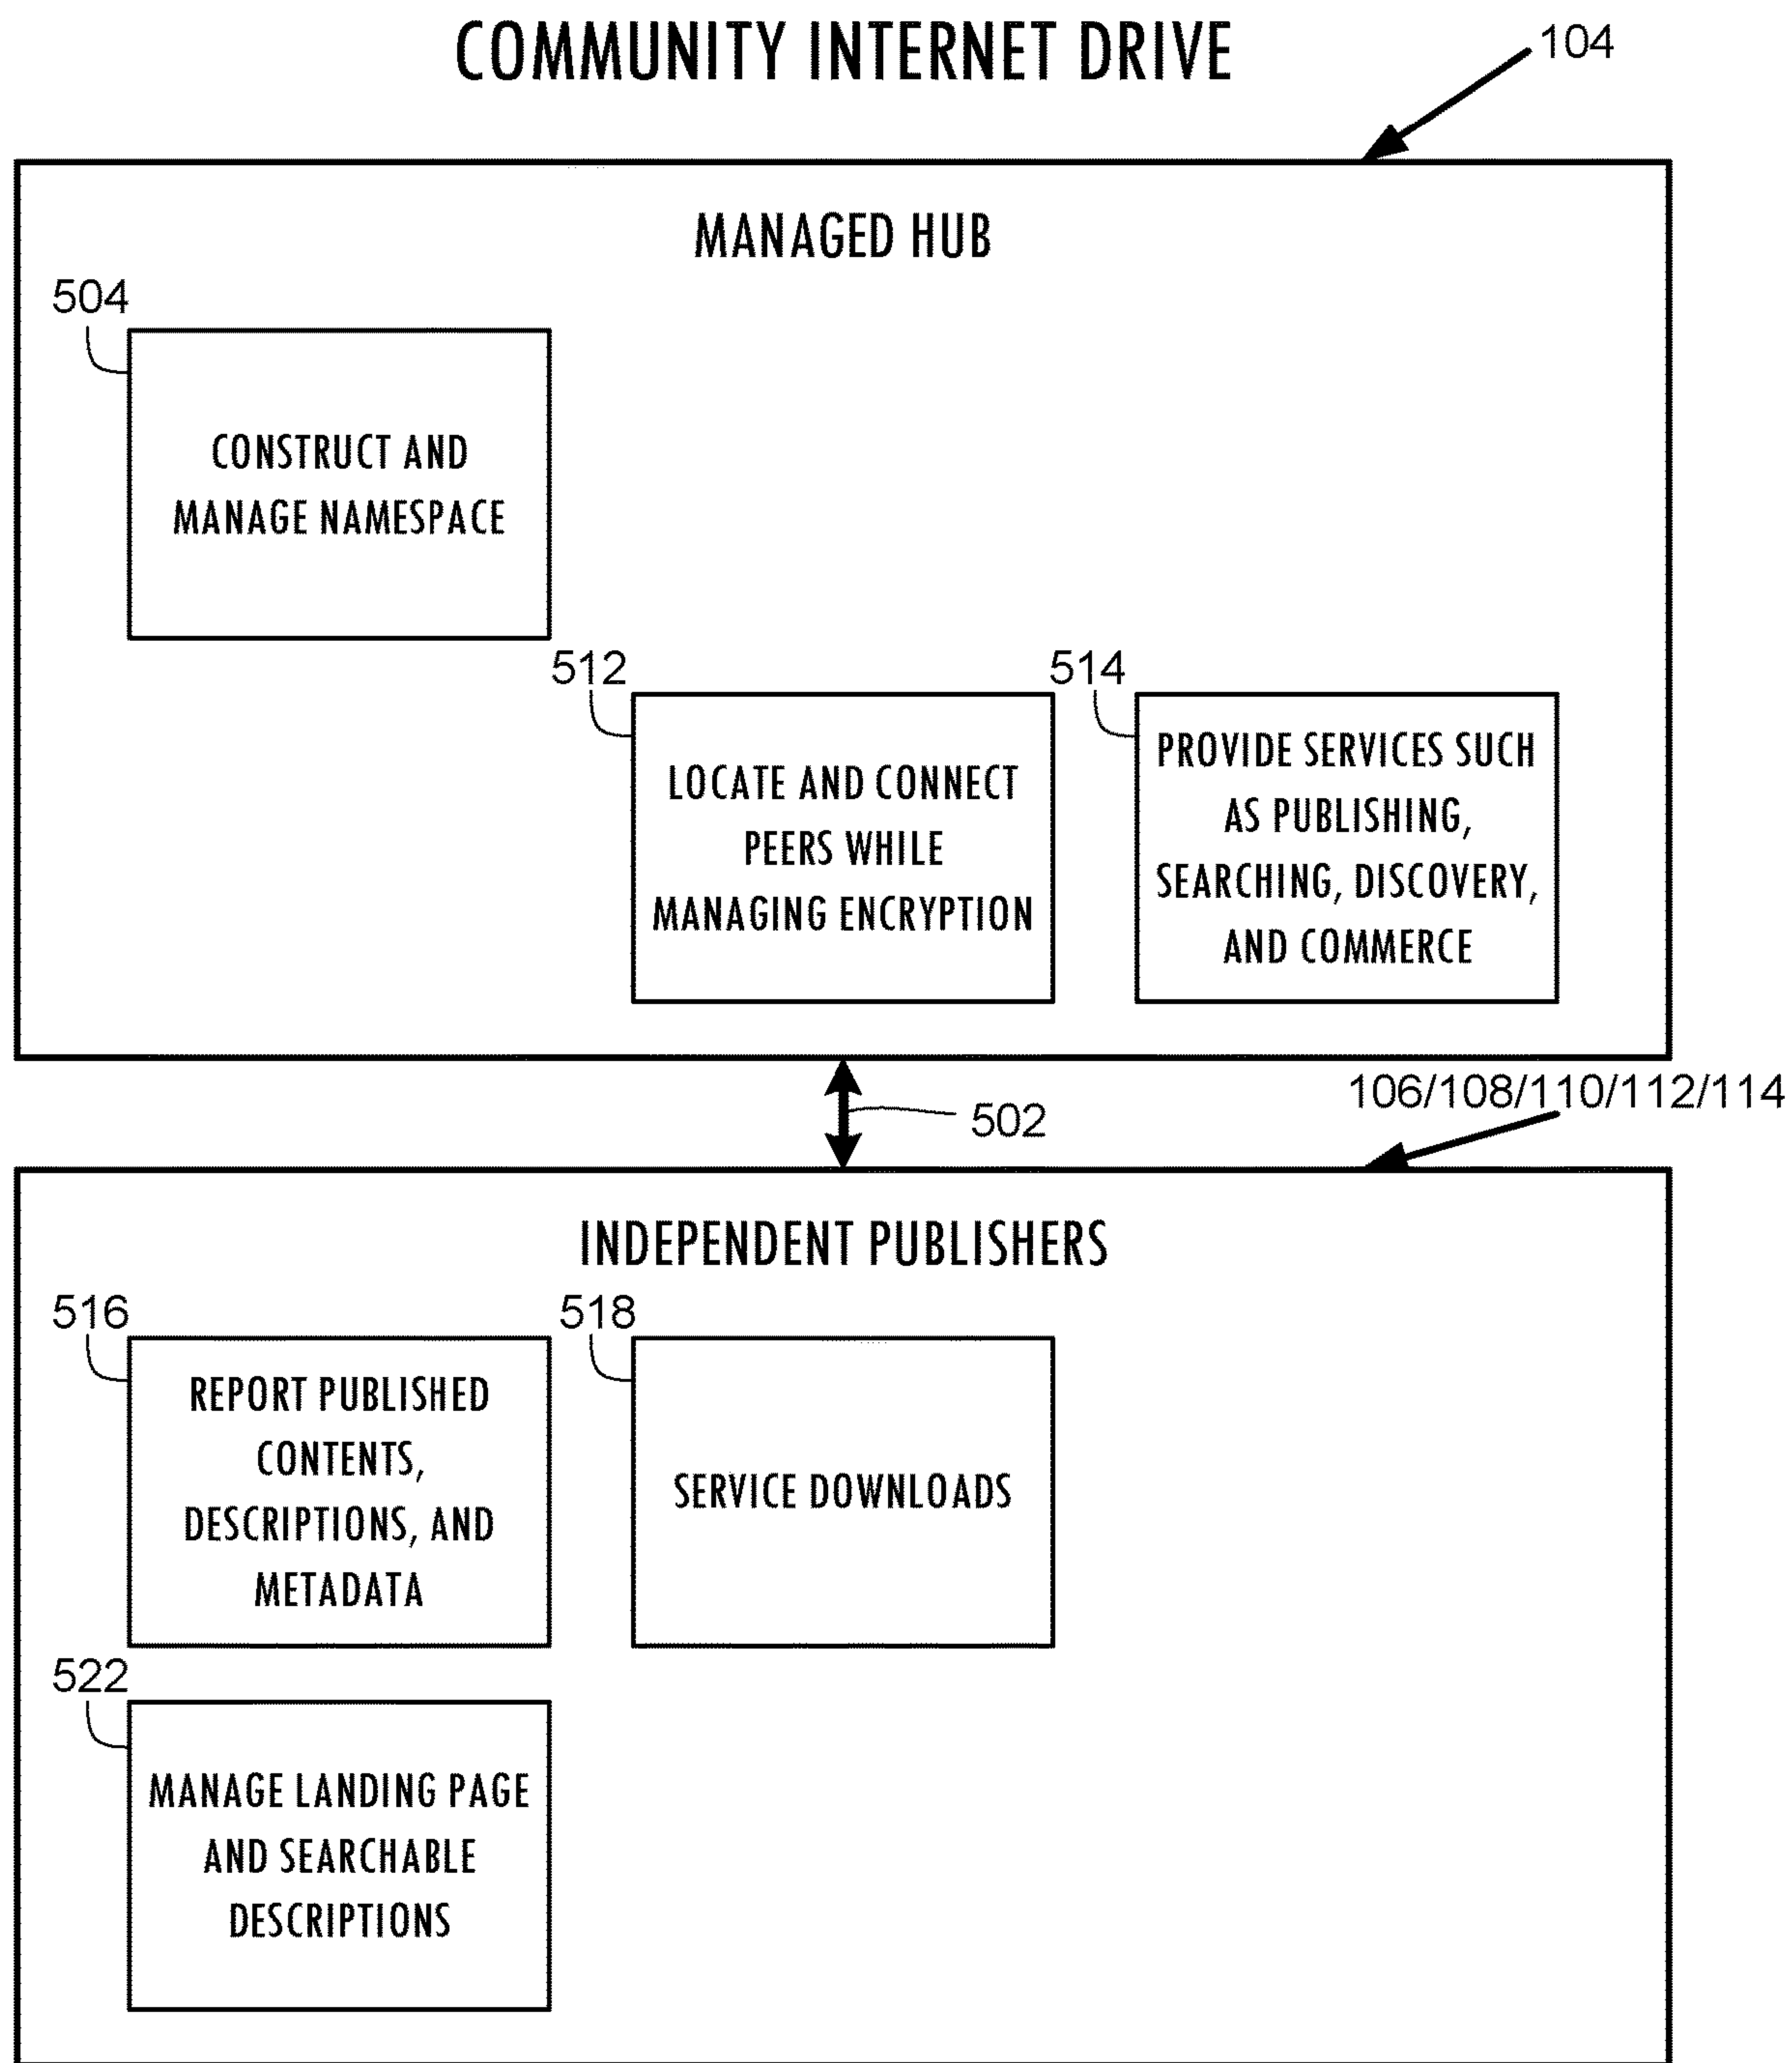 COMMUNITY INTERNET DRIVE
104
MANAGED HUB
504
CONSTRUCT AND
MANAGE NAMESPACE
512
LOCATE AND CONNECT
PEERS WHILE
MANAGING ENCRYPTION
514
PROVIDE SERVICES SUCH
AS PUBLISHING,
SEARCHING, DISCOVERY,
AND COMMERCE
502
106/108/110/112/114
INDEPENDENT PUBLISHERS
516
REPORT PUBLISHED
CONTENTS,
DESCRIPTIONS, AND
METADATA
518
SERVICE DOWNLOADS
522
MANAGE LANDING PAGE
AND SEARCHABLE
DESCRIPTIONS